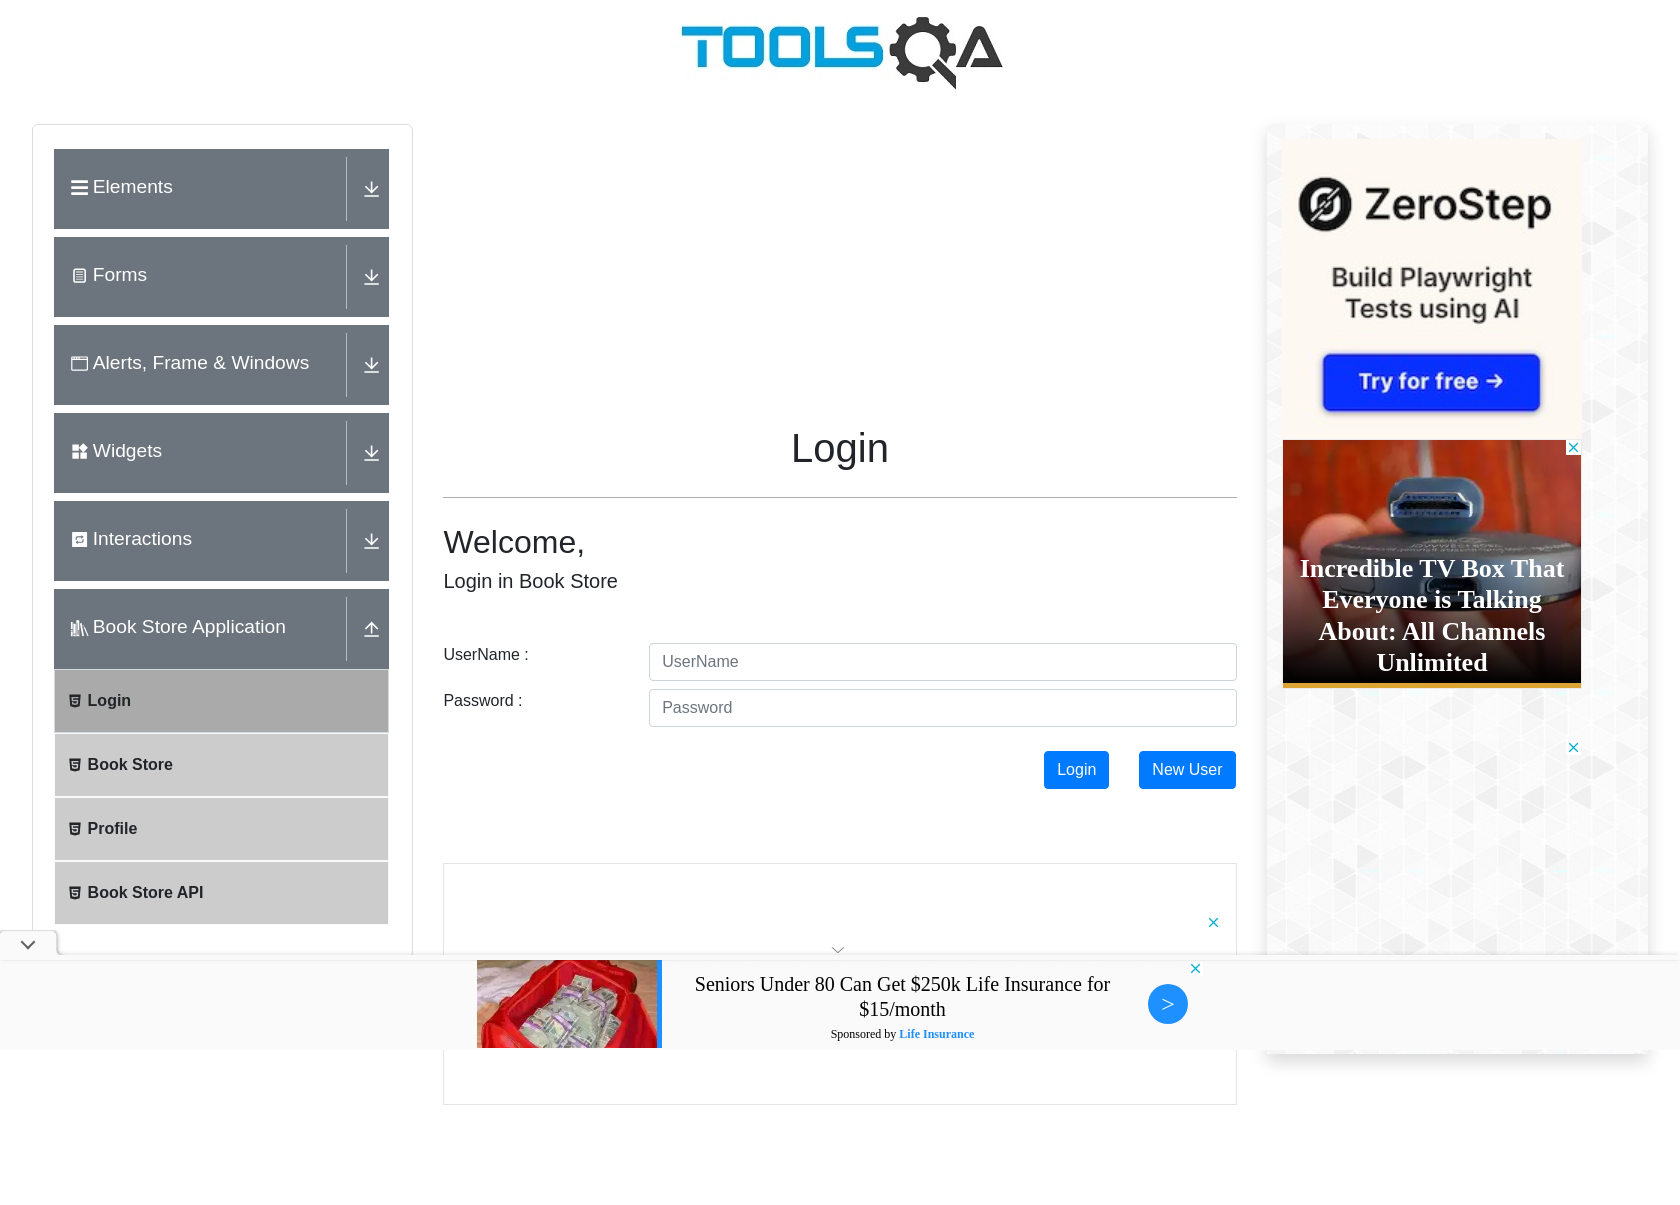 TOOLSQA
Elements
Forms
Alerts, Frame & Windows
Widgets
Interactions
Book Store Application
Login
Book Store
Profile
Book Store API
Login
Welcome,
Login in Book Store
UserName :
UserName
Password :
Password
Login
New User
ZeroStep
Build Playwright
Tests using AI
Try for free →
Incredible TV Box That
Everyone is Talking
About: All Channels
Unlimited
Seniors Under 80 Can Get $250k Life Insurance for
$15/month
Sponsored by Life Insurance
>